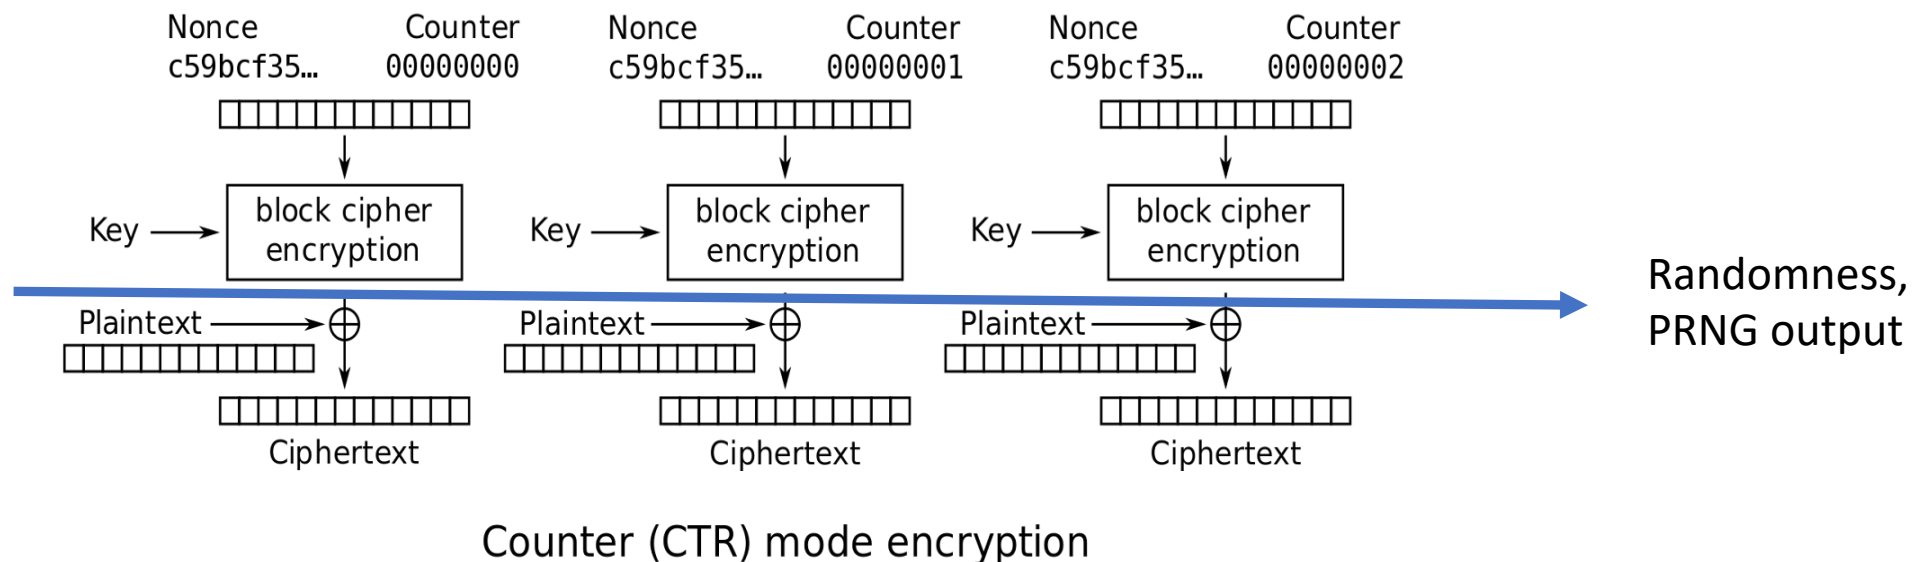 Nonce Counter Nonce Counter Nonce Counter
c59bcf35… 00000000 c59bcf35… 00000001 c59bcf35… 00000002
block cipher block cipher block cipher
Key encryption Key encryption Key encryption
Randomness,
PRNG output
Plaintext Plaintext Plaintext
Ciphertext Ciphertext Ciphertext
Counter (CTR) mode encryption